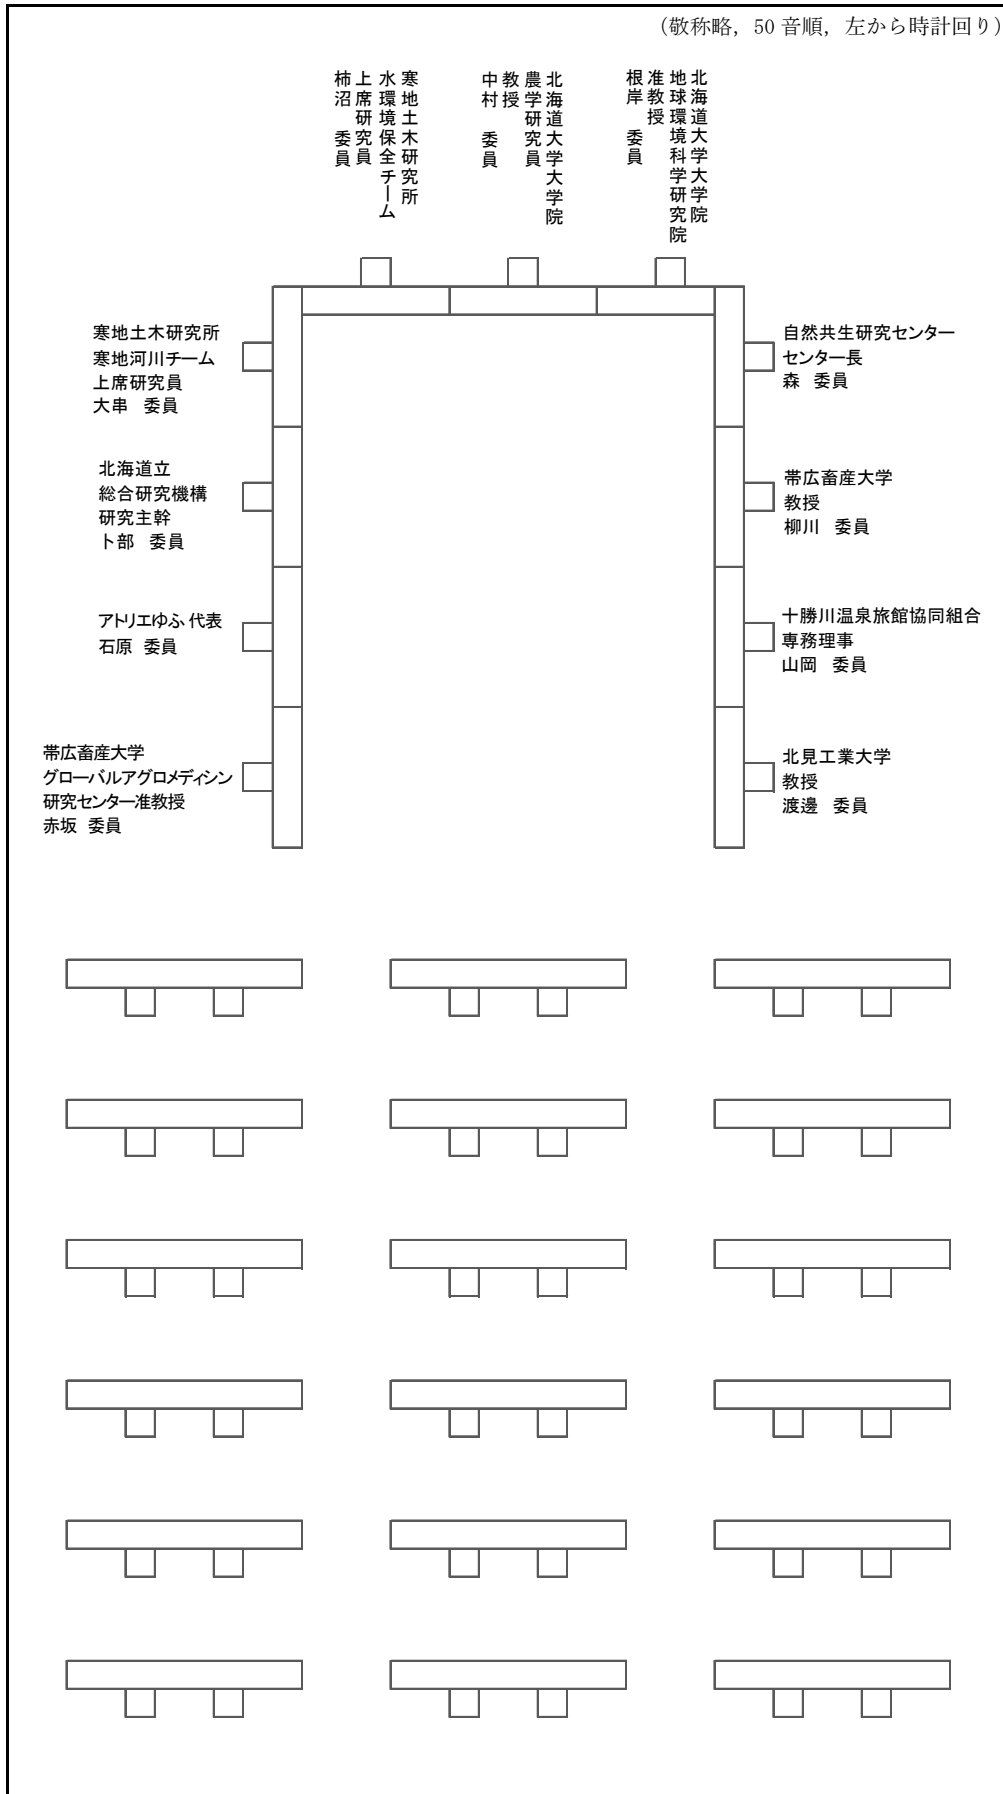 (敬称略，50音順，左から時計回り)
寒地土木研究所
水環境保全チーム
上席研究員
柿沼　委員
北海道大学大学院
農学研究員
教授
中村　委員
北海道大学大学院
地球環境科学研究院
准教授
根岸　委員
寒地土木研究所
寒地河川チーム
上席研究員
大串　委員
北海道立
総合研究機構
研究主幹
卜部　委員
アトリエゆふ 代表
石原　委員
帯広畜産大学
グローバルアグロメディシン
研究センター准教授
赤坂　委員
自然共生研究センター
センター長
森　委員
帯広畜産大学
教授
柳川　委員
十勝川温泉旅館協同組合
専務理事
山岡　委員
北見工業大学
教授
渡邊　委員